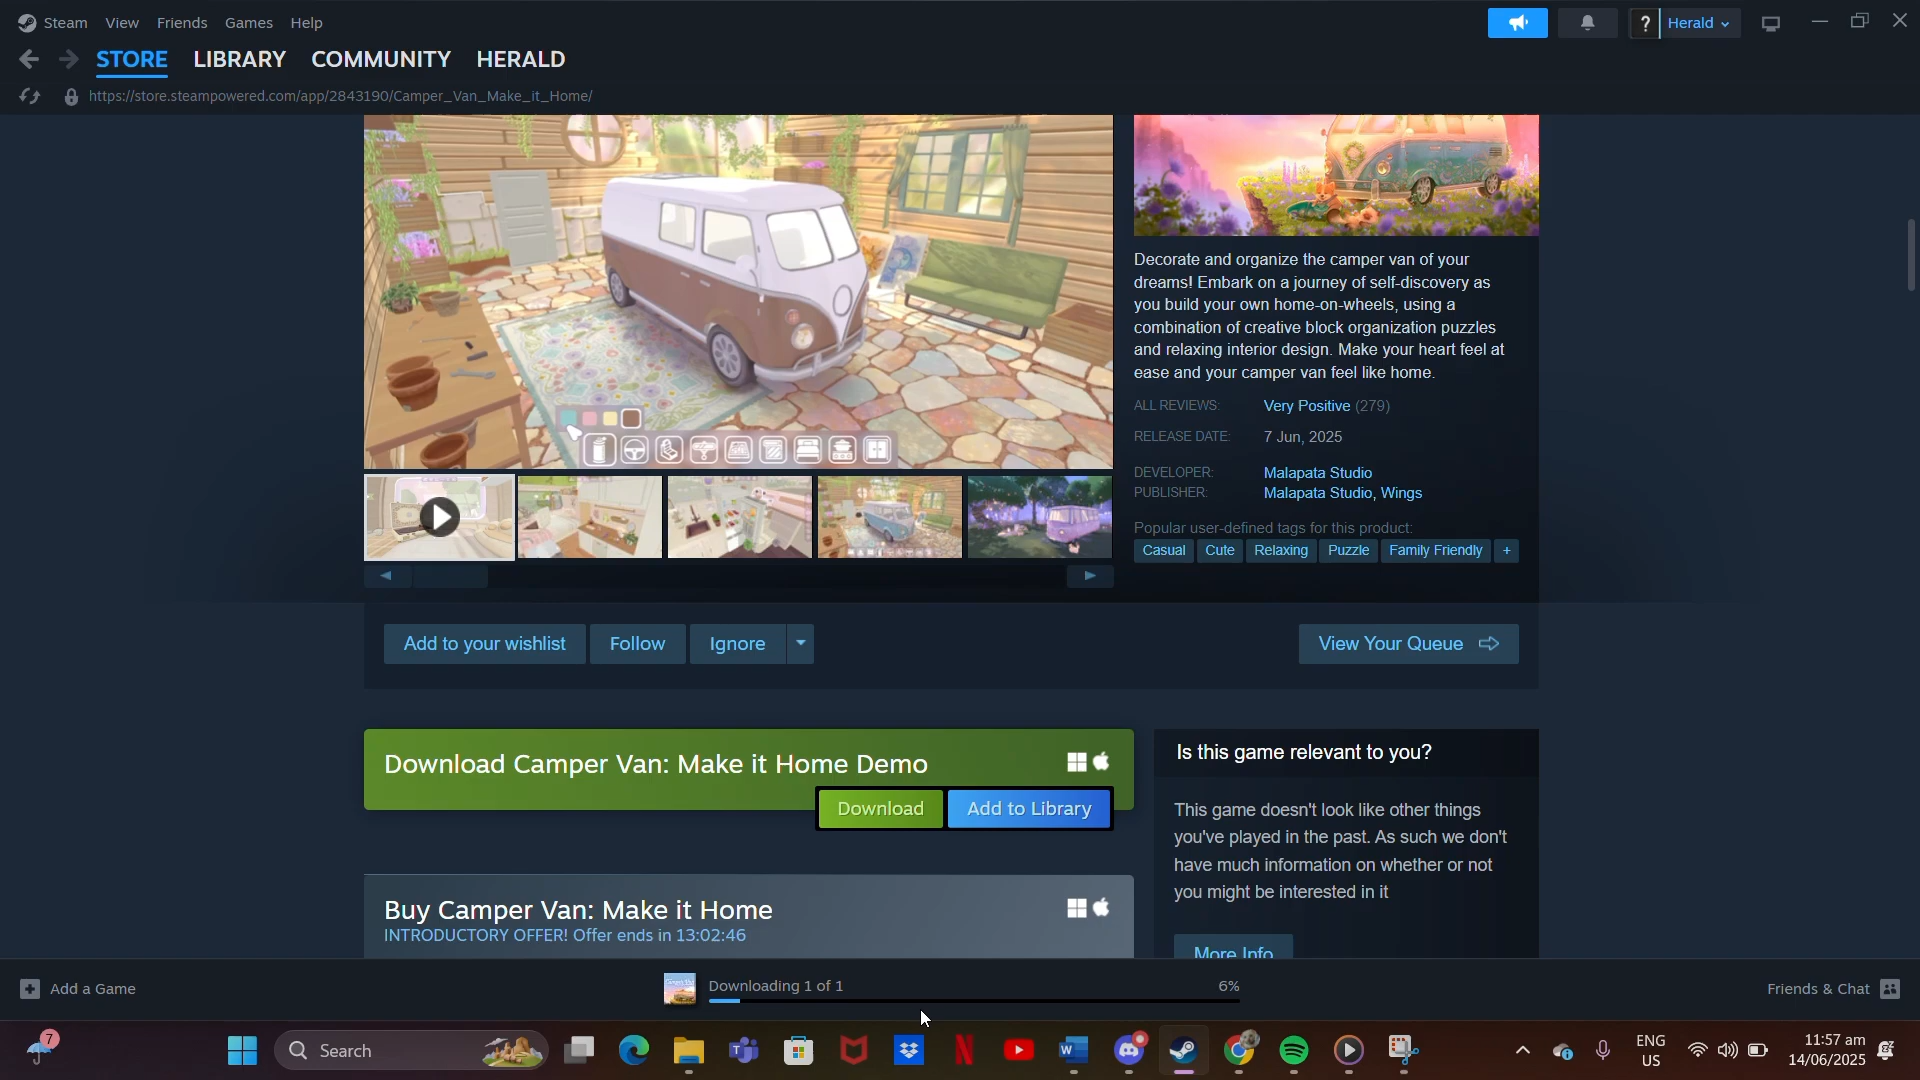 Steam View Friends Games Help
? Herald
STORE LIBRARY COMMUNITY HERALD
https://store.steampowered.com/app/2843190/Camper_Van_Make_it_Home/
Decorate and organize the camper van of your
dreams! Embark on a journey of self-discovery as
you build your own home-on-wheels, using a
combination of creative block organization puzzles
and relaxing interior design. Make your heart feel at
ease and your camper van feel like home.
ALL REVIEWS: Very Positive (279)
RELEASE DATE: 7 Jun, 2025
DEVELOPER: Malapata Studio
PUBLISHER: Malapata Studio, Wings
Popular user-defined tags for this product:
Casual Cute Relaxing Puzzle Family Friendly +
Add to your wishlist Follow Ignore
View Your Queue
Download Camper Van: Make it Home Demo
Download Add to Library
Is this game relevant to you?
This game doesn't look like other things
you've played in the past. As such we don't
have much information on whether or not
you might be interested in it
More Info
Buy Camper Van: Make it Home
INTRODUCTORY OFFER! Offer ends in 13:02:46
Add a Game
Downloading 1 of 1 6%
Friends & Chat
7
Search
ENG
US
11:57 am
14/06/2025